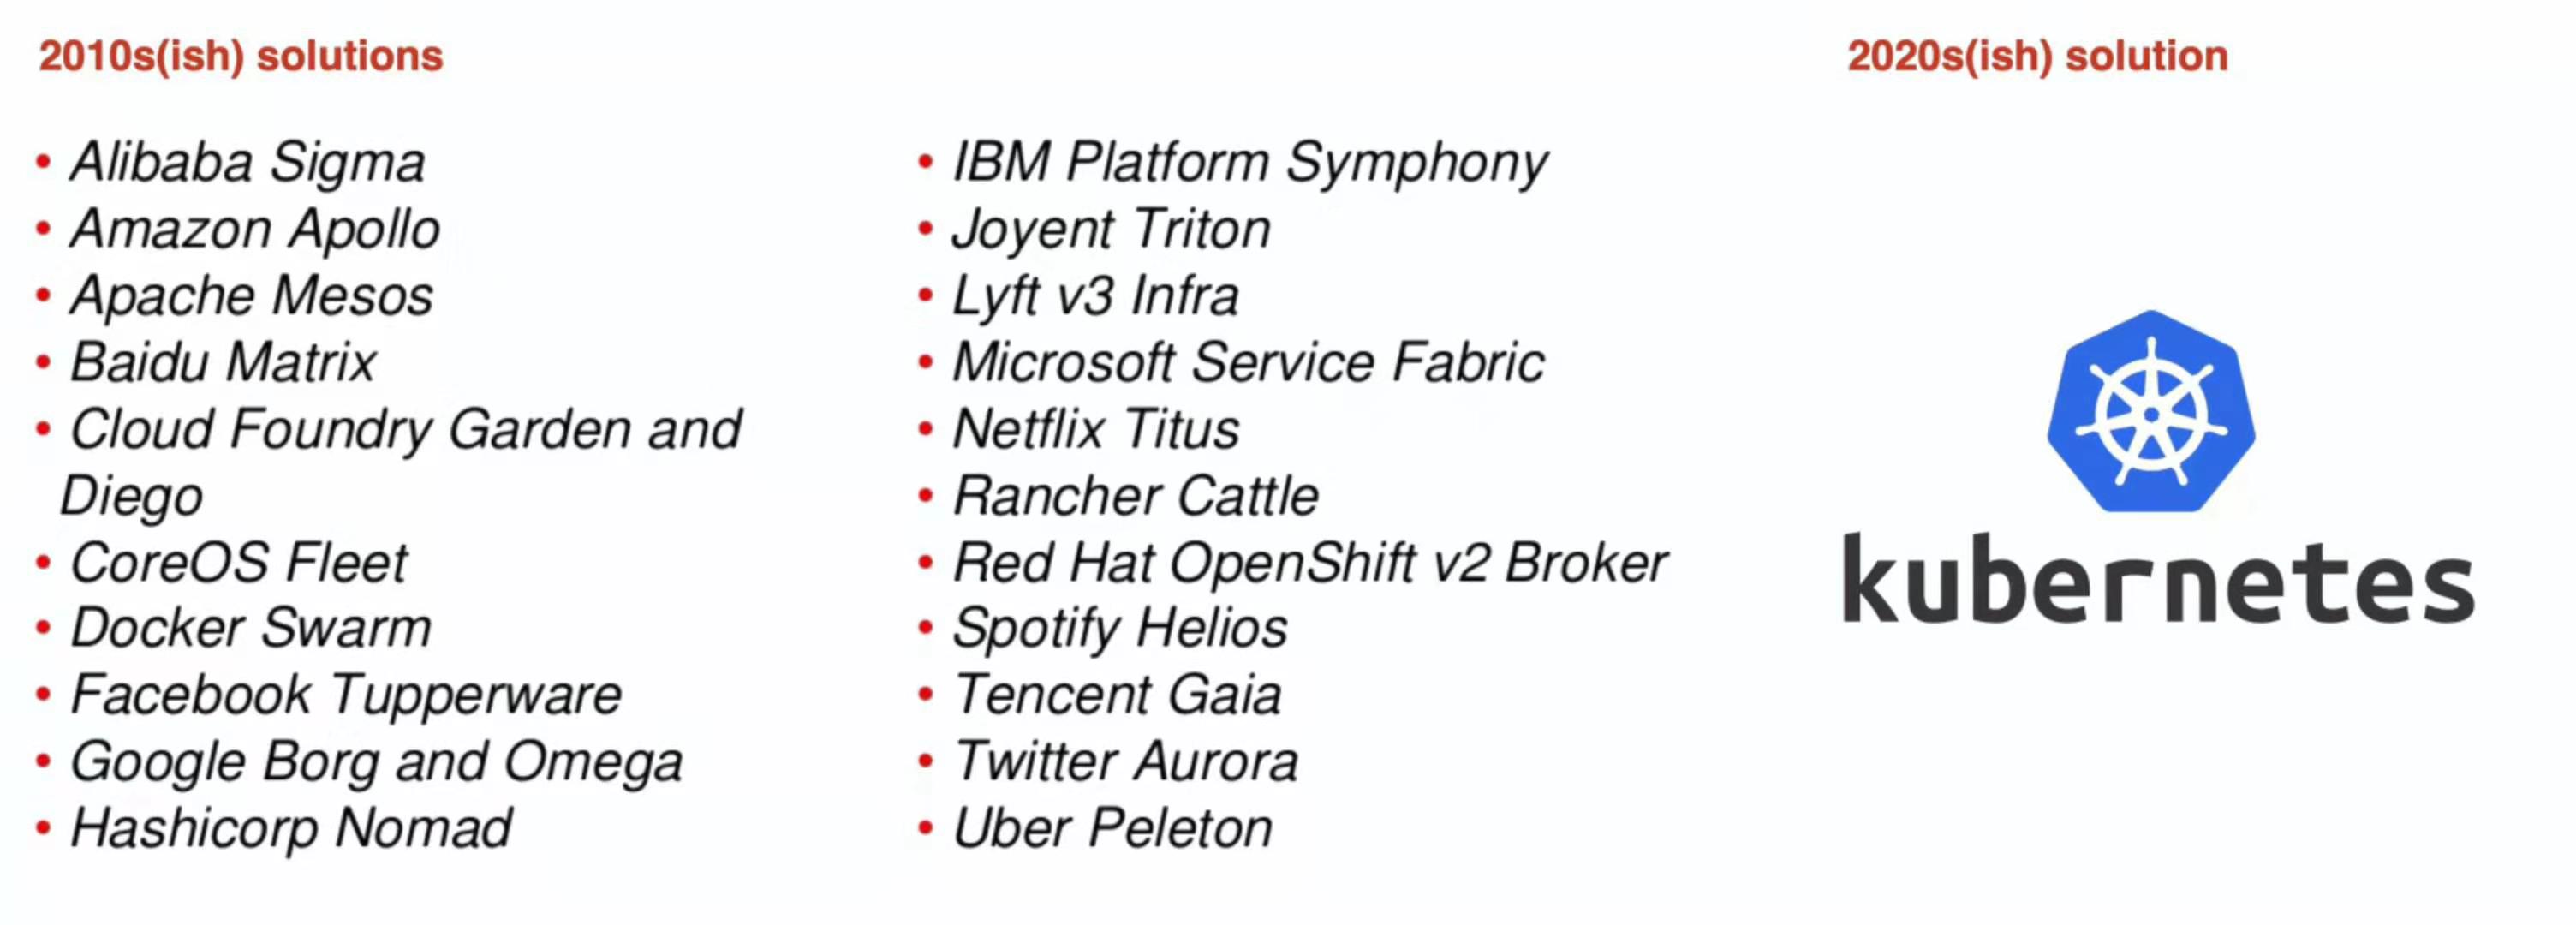 2010s(ish) solutions
• Alibaba Sigma
• Amazon Apollo
• Apache Mesos
• Baidu Matrix
• Cloud Foundry Garden and
Diego
• CoreOS Fleet
• Docker Swarm
• Facebook Tupperware
• Google Borg and Omega
• Hashicorp Nomad
• IBM Platform Symphony
• Joyent Triton
• Lyft v3 Infra
• Microsoft Service Fabric
• Netflix Titus
• Rancher Cattle
• Red Hat OpenShift v2 Broker
• Spotify Helios
• Tencent Gaia
• Twitter Aurora
• Uber Peleton
2020s(ish) solution
kubernetes